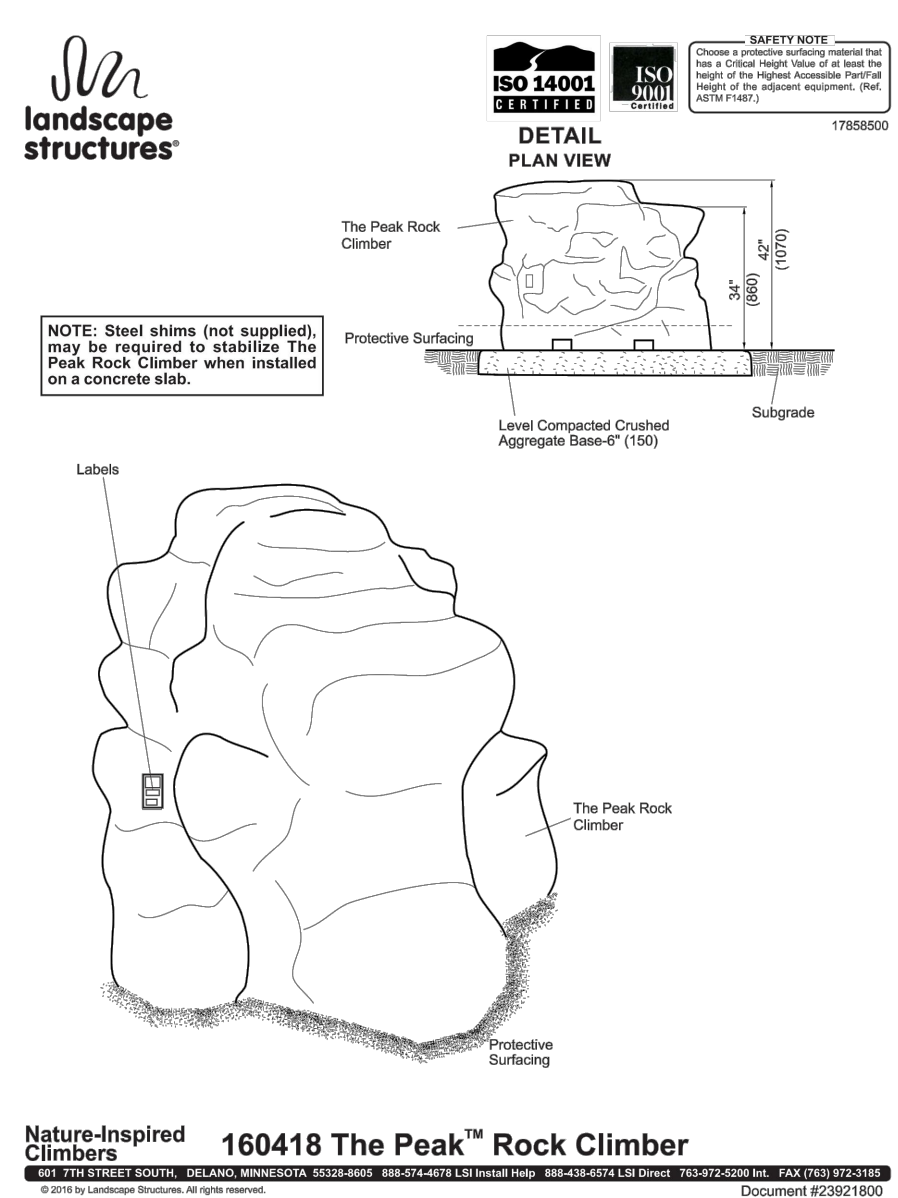 landscape
structures®
ISO 14001
CERTIFIED
ISO
9001
Certified
SAFETY NOTE
Choose a protective surfacing material that
has a Critical Height Value of at least the
height of the Highest Accessible Part/Fall
Height of the adjacent equipment. (Ref.
ASTM F1487.)
17858500
DETAIL
PLAN VIEW
The Peak Rock
Climber
42"
(1070)
34"
(860)
Protective Surfacing
NOTE: Steel shims (not supplied),
may be required to stabilize The
Peak Rock Climber when installed
on a concrete slab.
Subgrade
Level Compacted Crushed
Aggregate Base-6" (150)
Labels
The Peak Rock
Climber
Protective
Surfacing
Nature-Inspired
Climbers
160418 The Peak™ Rock Climber
601 7TH STREET SOUTH, DELANO, MINNESOTA 55328-8605 888-574-4678 LSI Install Help 888-438-6574 LSI Direct 763-972-5200 Int. FAX (763) 972-3185
© 2016 by Landscape Structures. All rights reserved.
Document #23921800